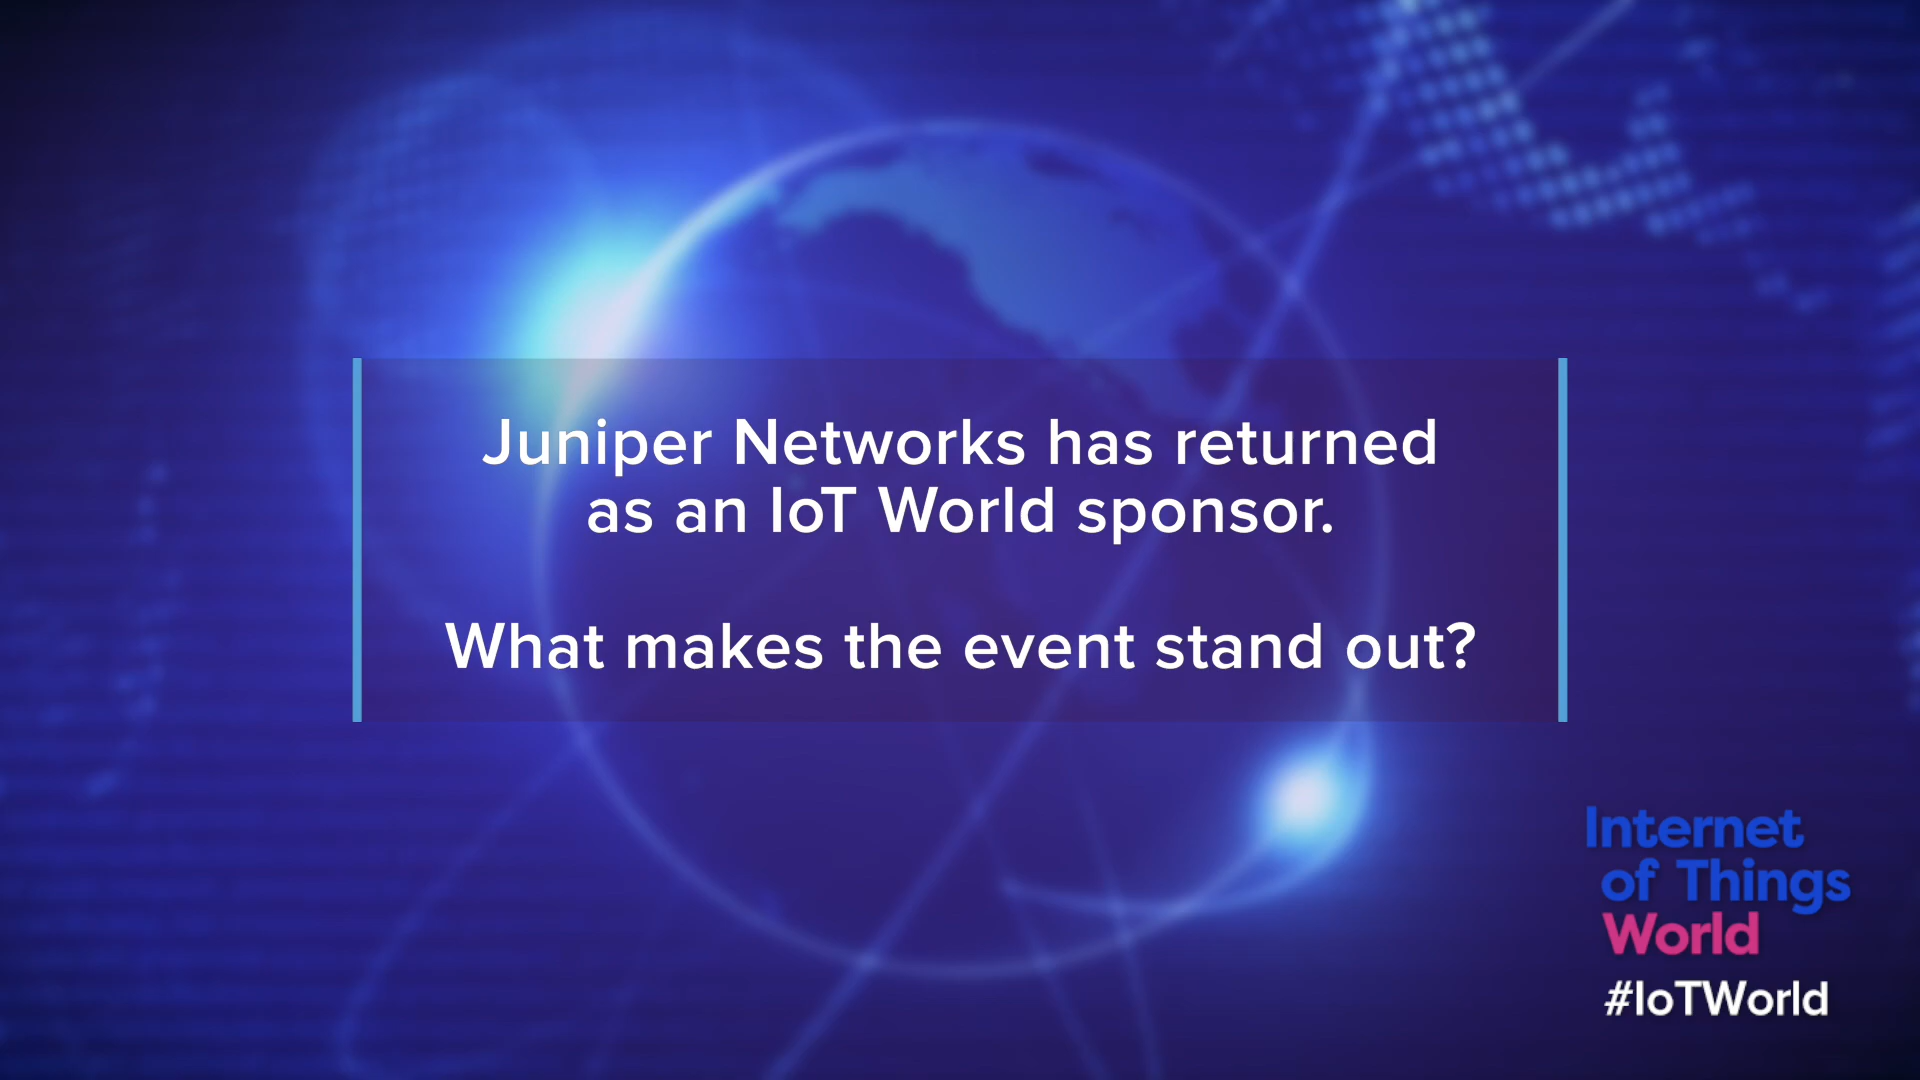 Juniper Networks has returned
as an IoT World sponsor.
What makes the event stand out?
Internet
of Things
World
#IoTWorld